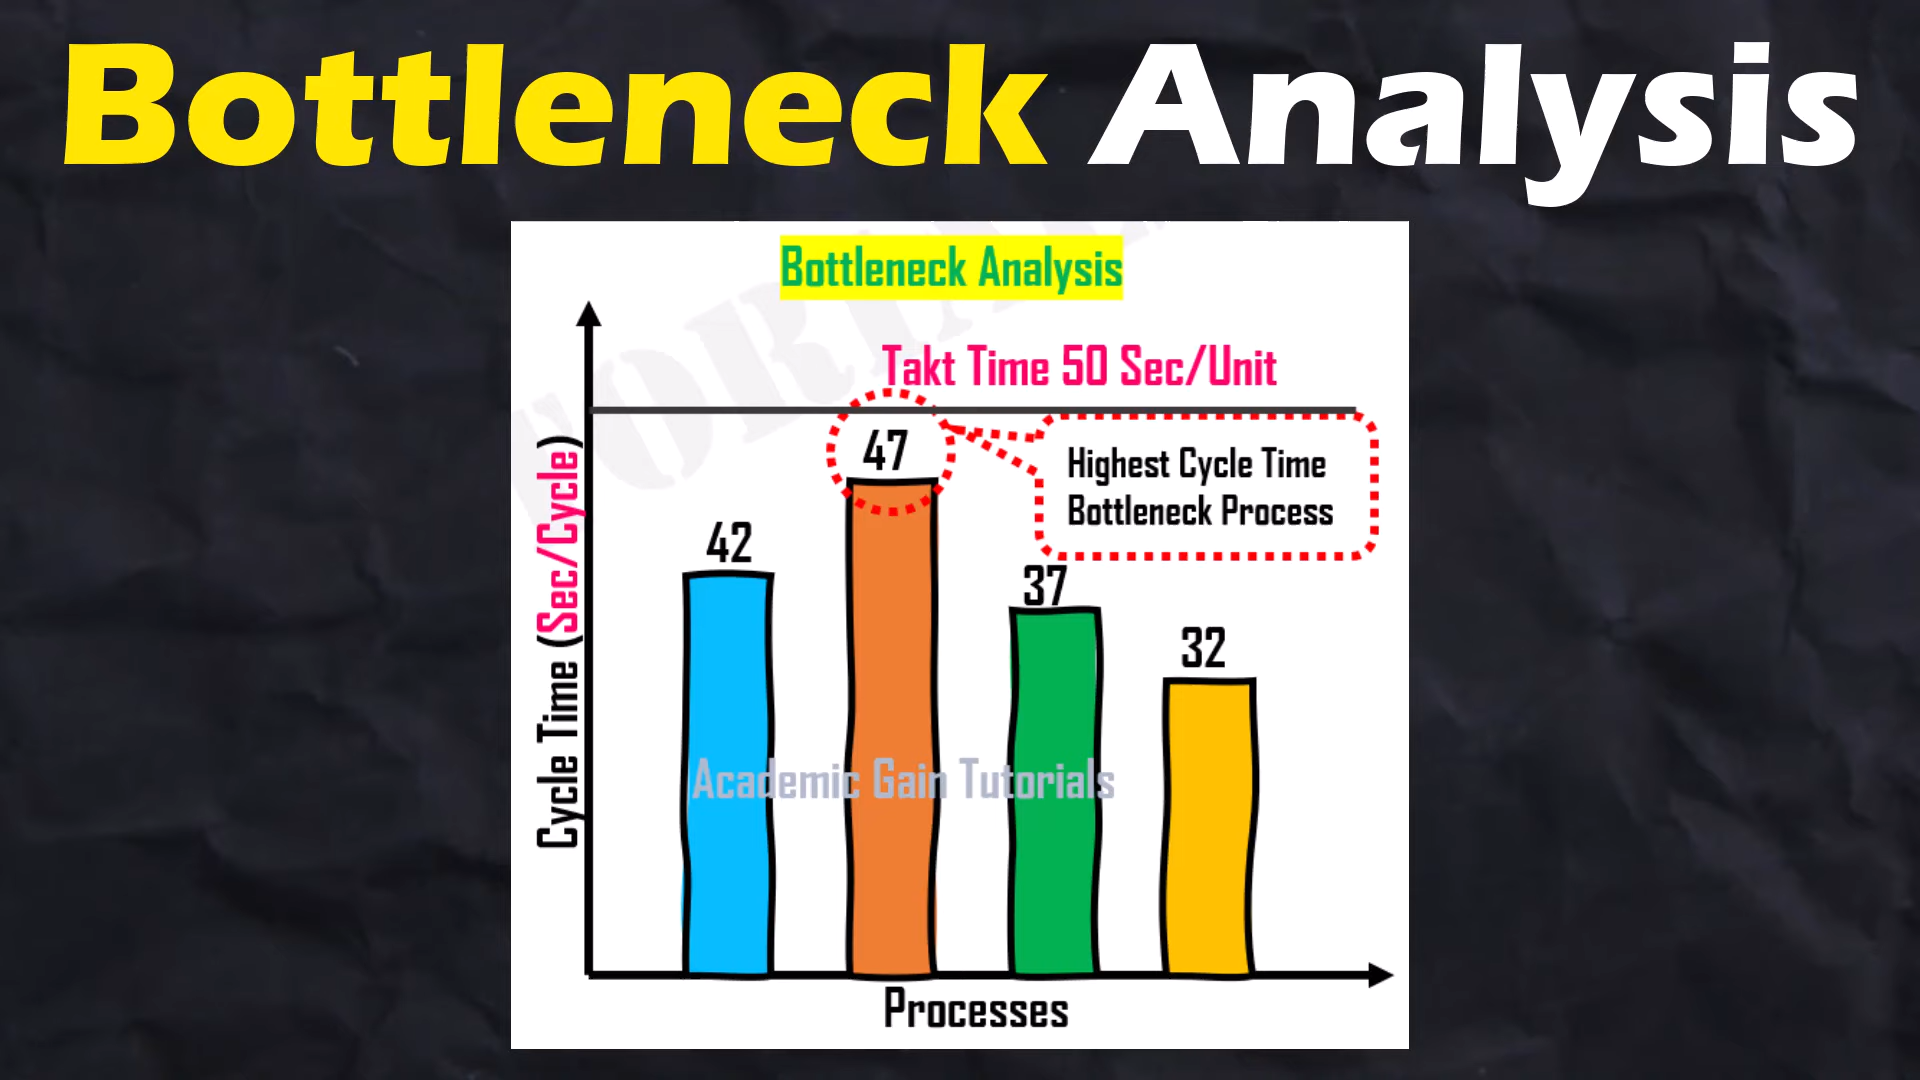 Bottleneck Analysis
Bottleneck Analysis
Takt Time 50 Sec/Unit
47
Highest Cycle Time
Bottleneck Process
42
37
32
Cycle Time (Sec/Cycle)
Academic Gain Tutorials
Processes